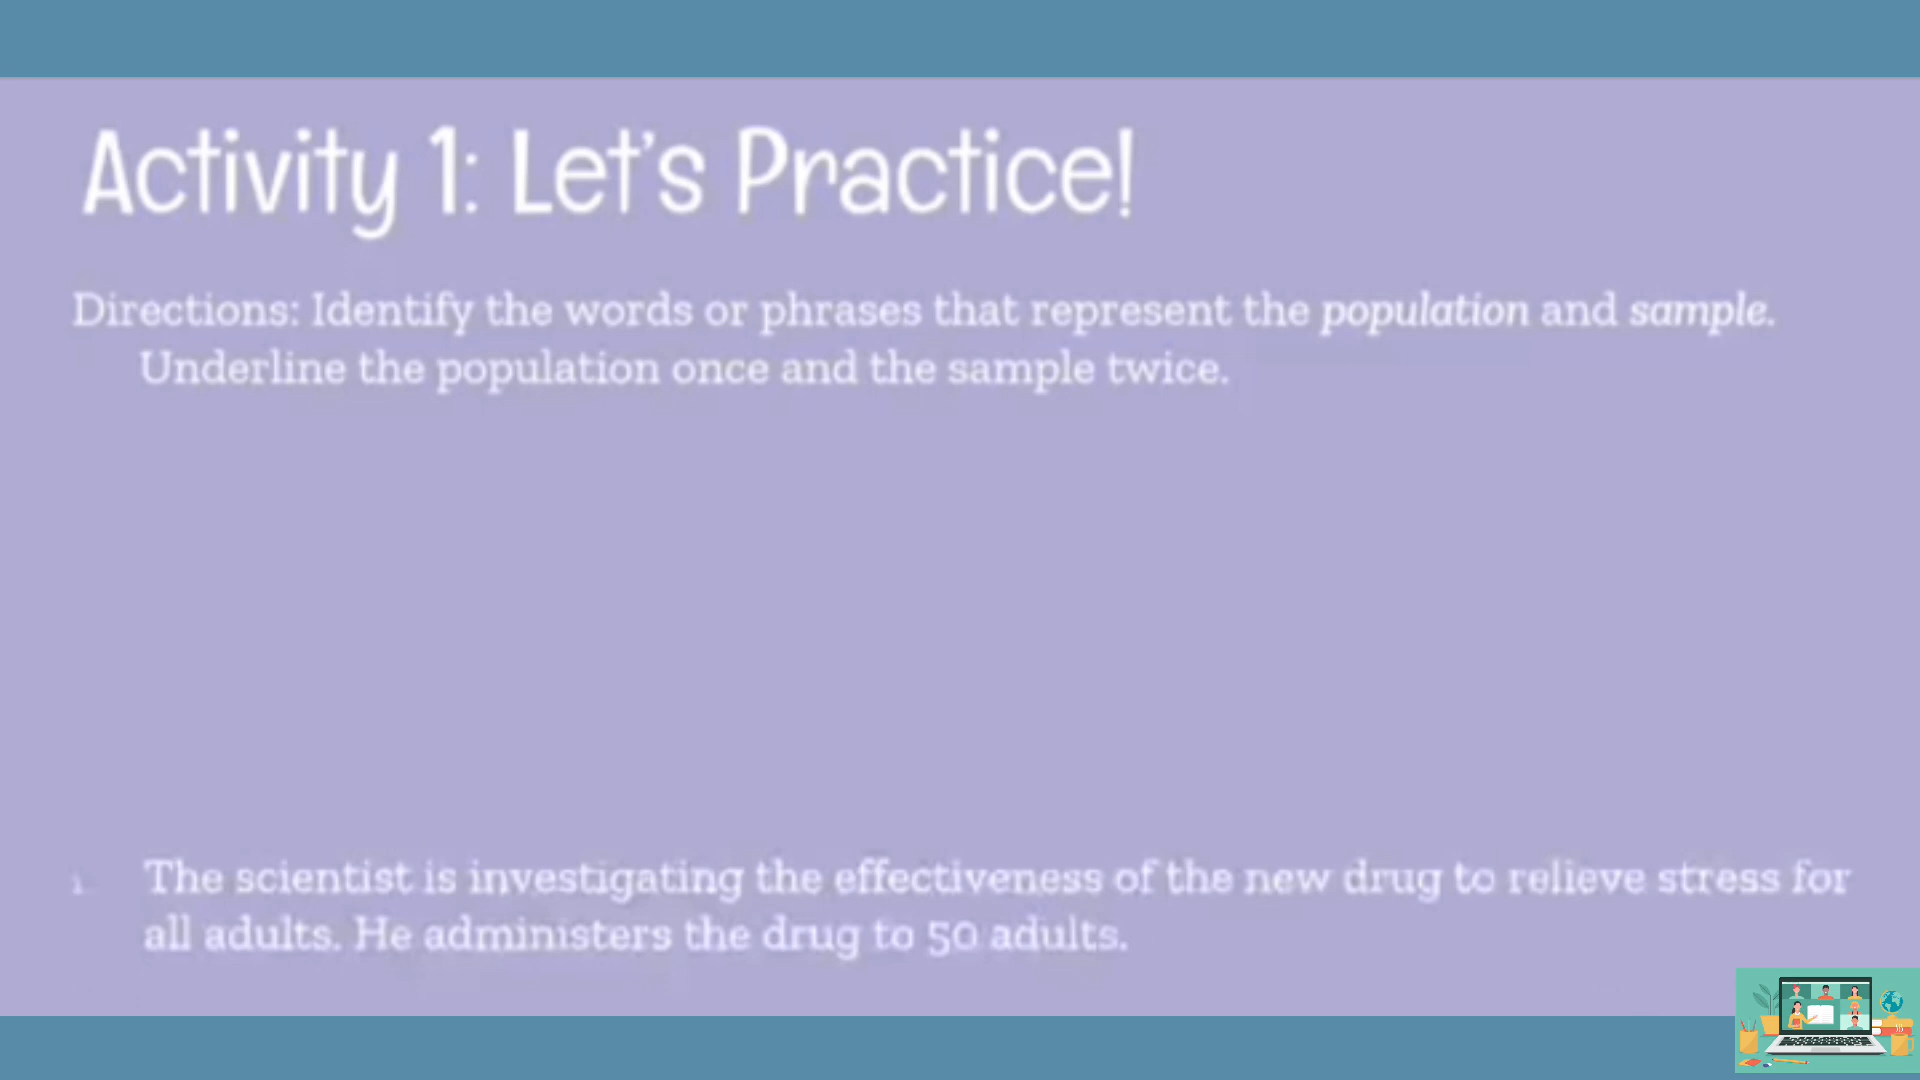 Activity 1: Let's Practice!
Directions: Identify the words or phrases that represent the population and sample.
Underline the population once and the sample twice.
1. The scientist is investigating the effectiveness of the new drug to relieve stress for
all adults. He administers the drug to 50 adults.